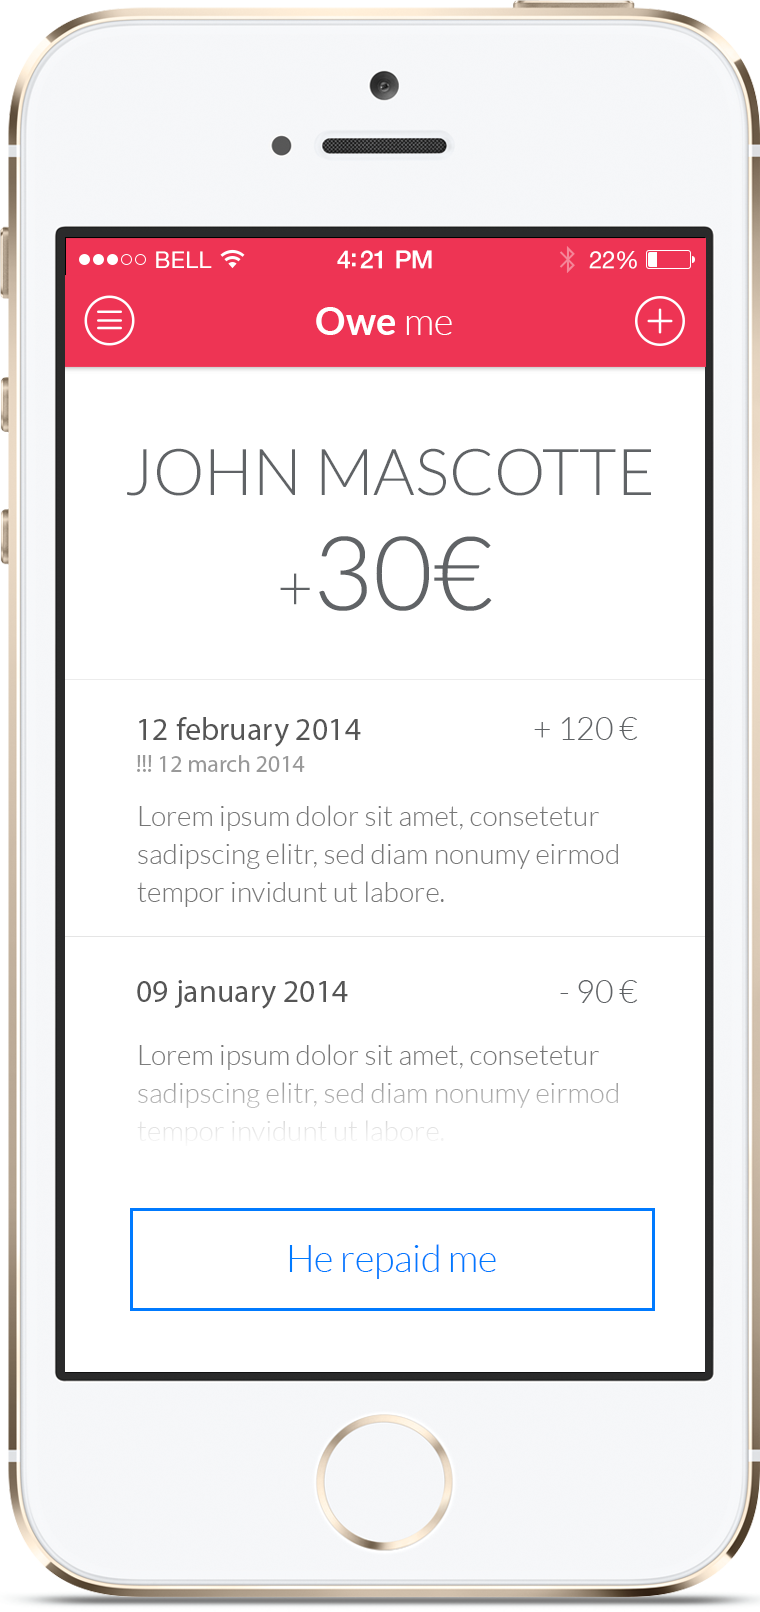 BELL 4:21 PM 22%
Owe me
JOHN MASCOTTE
+30€
12 february 2014 + 120 €
!!! 12 march 2014
Lorem ipsum dolor sit amet, consetetur
sadipscing elitr, sed diam nonumy eirmod
tempor invidunt ut labore.
09 january 2014 - 90 €
Lorem ipsum dolor sit amet, consetetur
sadipscing elitr, sed diam nonumy eirmod
tempor invidunt ut labore.
He repaid me